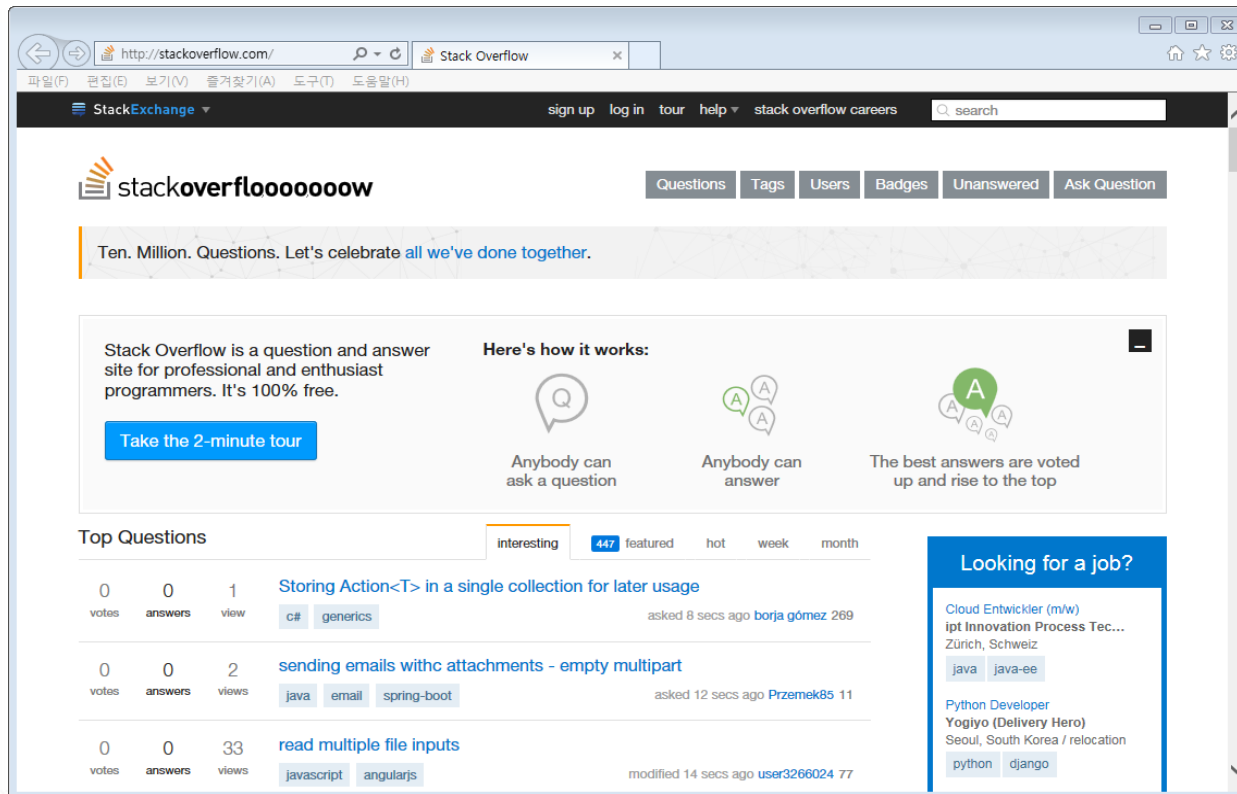 http://stackoverflow.com/
Stack Overflow
파일(F) 편집(E) 보기(V) 즐겨찾기(A) 도구(T) 도움말(H)
StackExchange sign up log in tour help stack overflow careers search
stackoverflooooooow
Questions Tags Users Badges Unanswered Ask Question
Ten. Million. Questions. Let's celebrate all we've done together.
Stack Overflow is a question and answer
site for professional and enthusiast
programmers. It's 100% free.
Take the 2-minute tour
Here's how it works:
Q
A A A
A A A A A
Anybody can
ask a question
Anybody can
answer
The best answers are voted
up and rise to the top
Top Questions
interesting 447 featured hot week month
0 0 1
votes answers view
Storing Action<T> in a single collection for later usage
c# generics
asked 8 secs ago borja gómez 269
0 0 2
votes answers views
sending emails withc attachments - empty multipart
java email spring-boot
asked 12 secs ago Przemek85 11
0 0 33
votes answers views
read multiple file inputs
javascript angularjs
modified 14 secs ago user3266024 77
Looking for a job?
Cloud Entwickler (m/w)
ipt Innovation Process Tec...
Zürich, Schweiz
java java-ee
Python Developer
Yogiyo (Delivery Hero)
Seoul, South Korea / relocation
python django